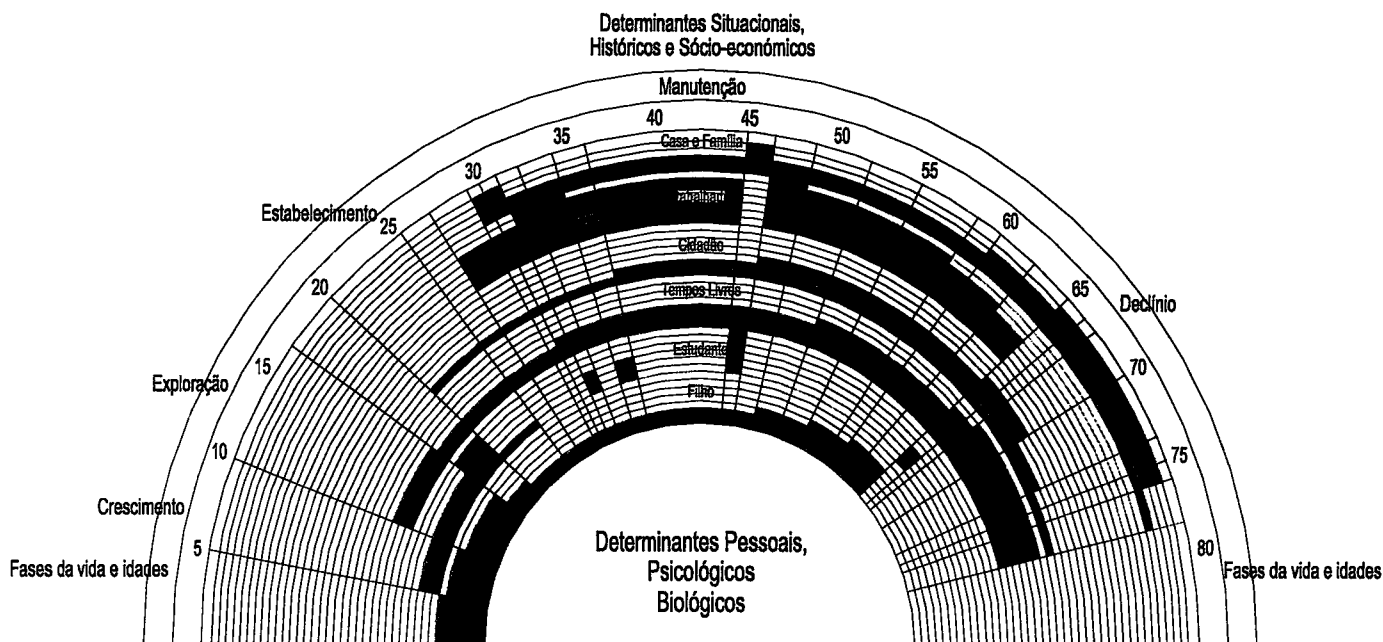 Determinantes Situacionais,
Históricos e Sócio-económicos
Manutenção
40
45
35
50
Casa e Família
30
55
Estabelecimento
25
60
Cidadão
20
65
Tempos Livres
Declínio
Estudante
15
70
Exploração
Filho
10
75
Crescimento
5
80
Fases da vida e idades
Fases da vida e idades
Determinantes Pessoais,
Psicológicos
Biológicos